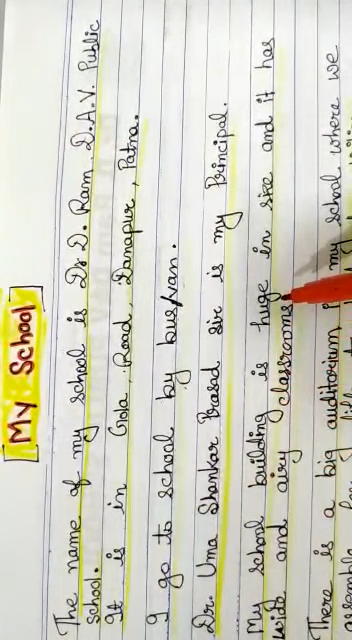 [My School]
The name of my school is Dr. D. Ram D.A.V. Public
School.
It is in Gola Road, Danapur, Patna.
I go to school by bus/van.
Dr. Uma Shankar Prasad sir is my Principal.
My school building is huge in size and it has
wide and airy classrooms
There is a big auditorium my school where we
assemble for